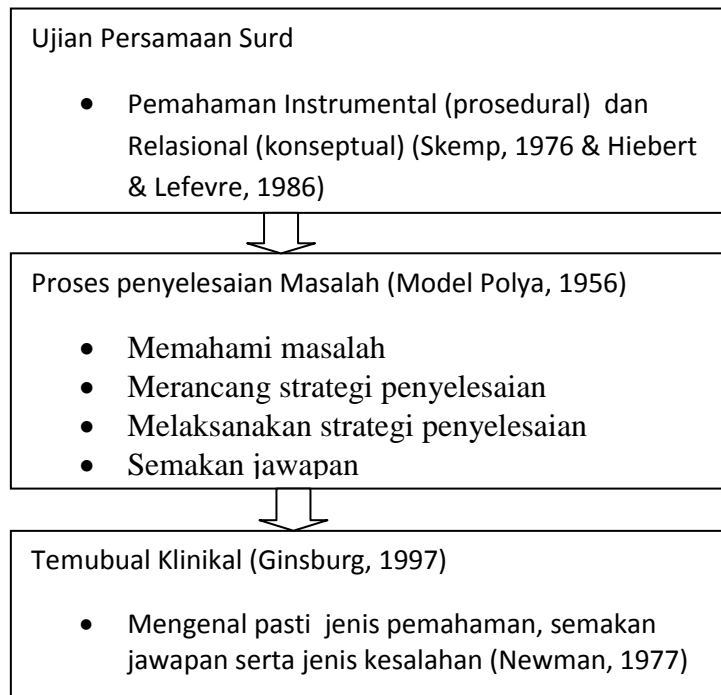 Ujian Persamaan Surd
• Pemahaman Instrumental (prosedural) dan
Relasional (konseptual) (Skemp, 1976 & Hiebert
& Lefevre, 1986)
Proses penyelesaian Masalah (Model Polya, 1956)
• Memahami masalah
• Merancang strategi penyelesaian
• Melaksanakan strategi penyelesaian
• Semakan jawapan
Temubual Klinikal (Ginsburg, 1997)
• Mengenal pasti jenis pemahaman, semakan
jawapan serta jenis kesalahan (Newman, 1977)